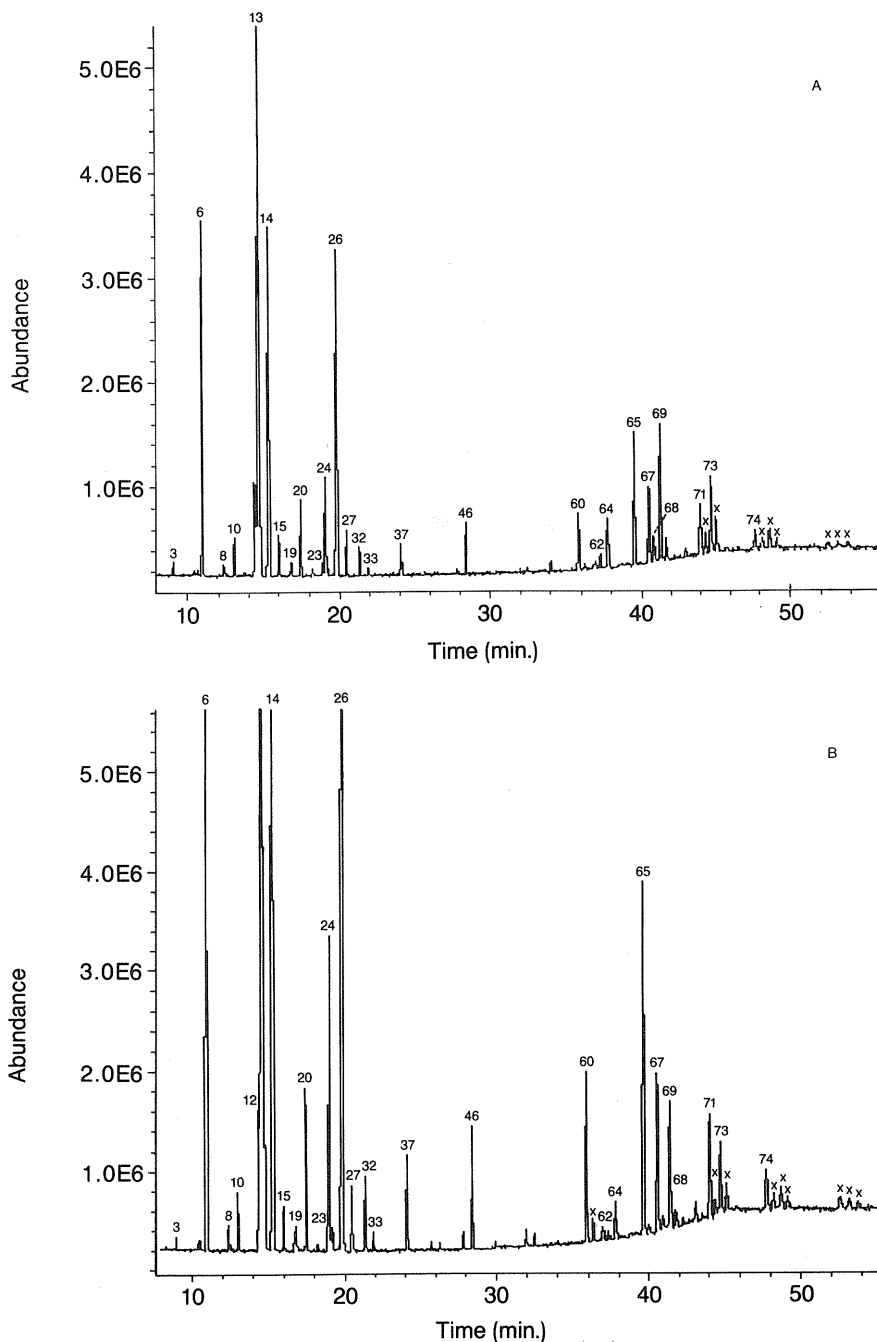 A
Abundance
5.0E6
4.0E6
3.0E6
2.0E6
1.0E6
3
6
8
10
13
14
15
19
20
23
24
26
27
32
33
37
46
60
62
64
65
67
68
69
71
x
73
x
74
x
x
x
x x x
10
20
30
40
50
Time (min.)
B
Abundance
5.0E6
4.0E6
3.0E6
2.0E6
1.0E6
3
6
8
10
12
14
15
19
20
23
24
26
27
32
33
37
46
60
x
62
64
65
67
69
68
71
x
73
x
74
x
x
x
x x x
10
20
30
40
50
Time (min.)